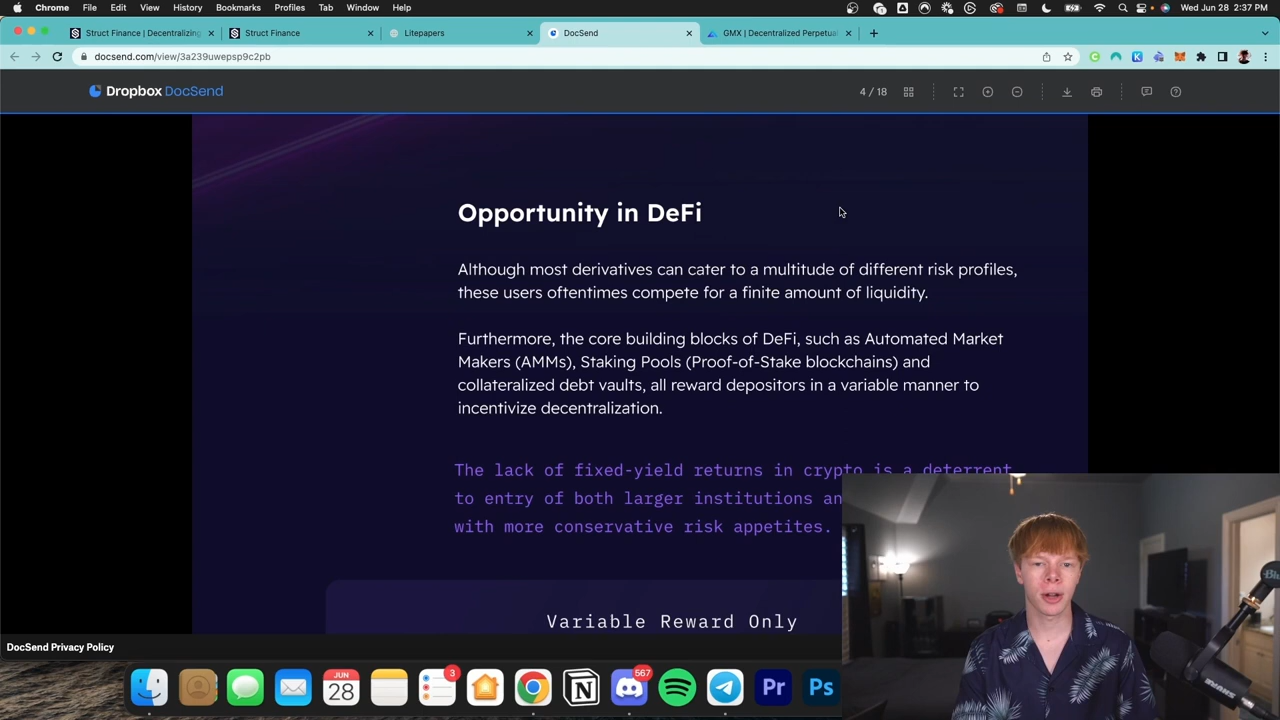 Chrome File Edit View History Bookmarks Profiles Tab Window Help
Wed Jun 28 2:37 PM
Struct Finance | Decentralizing
Struct Finance
Litepapers
DocSend
GMX | Decentralized Perpetual
docsend.com/view/3a239uwepsp9c2pb
Dropbox DocSend
4 / 18
Opportunity in DeFi
Although most derivatives can cater to a multitude of different risk profiles,
these users oftentimes compete for a finite amount of liquidity.
Furthermore, the core building blocks of DeFi, such as Automated Market
Makers (AMMs), Staking Pools (Proof-of-Stake blockchains) and
collateralized debt vaults, all reward depositors in a variable manner to
incentivize decentralization.
The lack of fixed-yield returns in crypto is a deterrent
to entry of both larger institutions
with more conservative risk appetites.
Variable Reward Only
DocSend Privacy Policy
JUN
28
3
567
Pr
Ps
SHURE